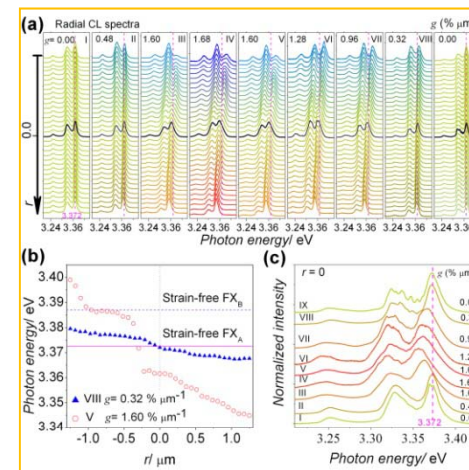 (a) Radial CL spectra g (% μm⁻¹)
g= 0.00 I 0.48 II 1.60 III 1.68 IV 1.60 V 1.28 VI 0.96 VII 0.32 VIII 0.00
0.0
r
3.372
3.24 3.36 3.24 3.36 3.24 3.36 3.24 3.36 3.24 3.36 3.24 3.36 3.24 3.36 3.24 3.36 3.24 3.36
Photon energy/ eV
(b)
3.40
3.39
3.38
3.37
3.36
3.35
3.34
Photon energy/ eV
Strain-free FX_B
Strain-free FX_A
VIII g= 0.32 % μm⁻¹
V g= 1.60 % μm⁻¹
-1.0 -0.5 0.0 0.5 1.0
r/ μm
(c)
r = 0 g (% μm
Normalized intensity
IX
VIII
VII
VI
V
IV
III
II
I
3.372
3.20 3.25 3.30 3.35 3.40
Photon energy/ eV